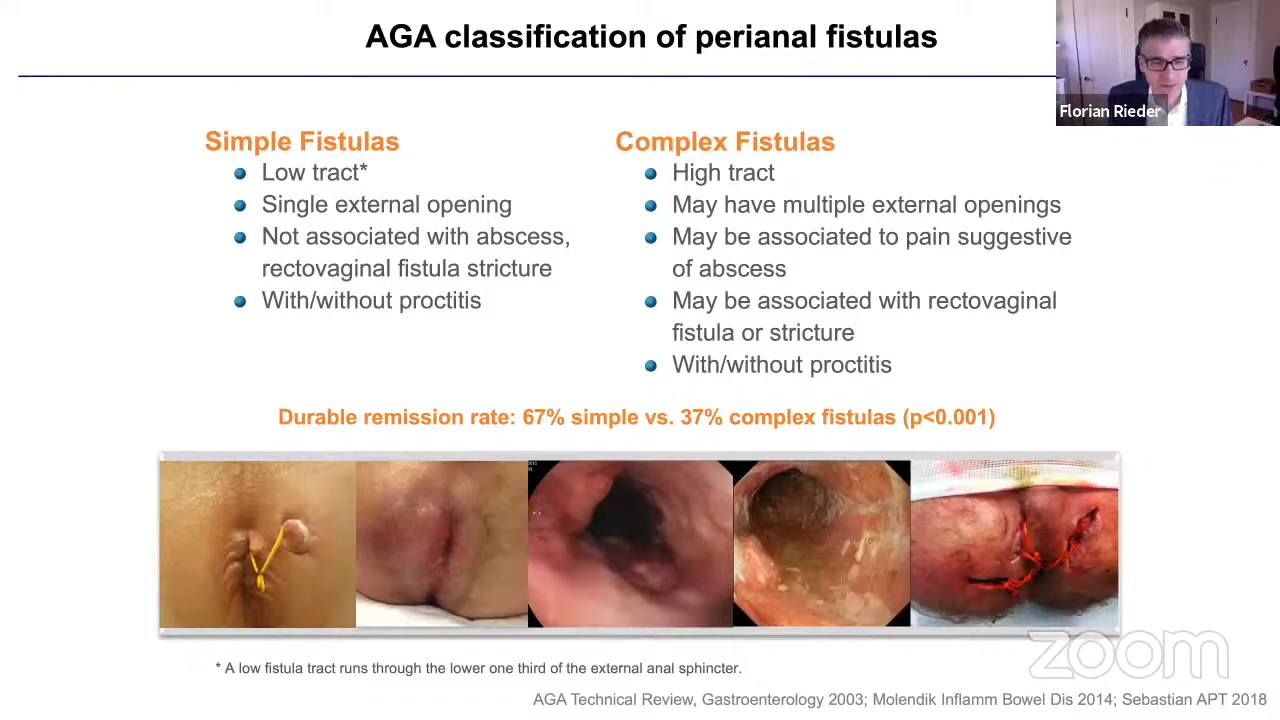 AGA classification of perianal fistulas
Florian Rieder
Simple Fistulas
Low tract*
Single external opening
Not associated with abscess,
rectovaginal fistula stricture
With/without proctitis
Complex Fistulas
High tract
May have multiple external openings
May be associated to pain suggestive
of abscess
May be associated with rectovaginal
fistula or stricture
With/without proctitis
Durable remission rate: 67% simple vs. 37% complex fistulas (p<0.001)
* A low fistula tract runs through the lower one third of the external anal sphincter.
zoom
AGA Technical Review, Gastroenterology 2003; Molendik Inflamm Bowel Dis 2014; Sebastian APT 2018